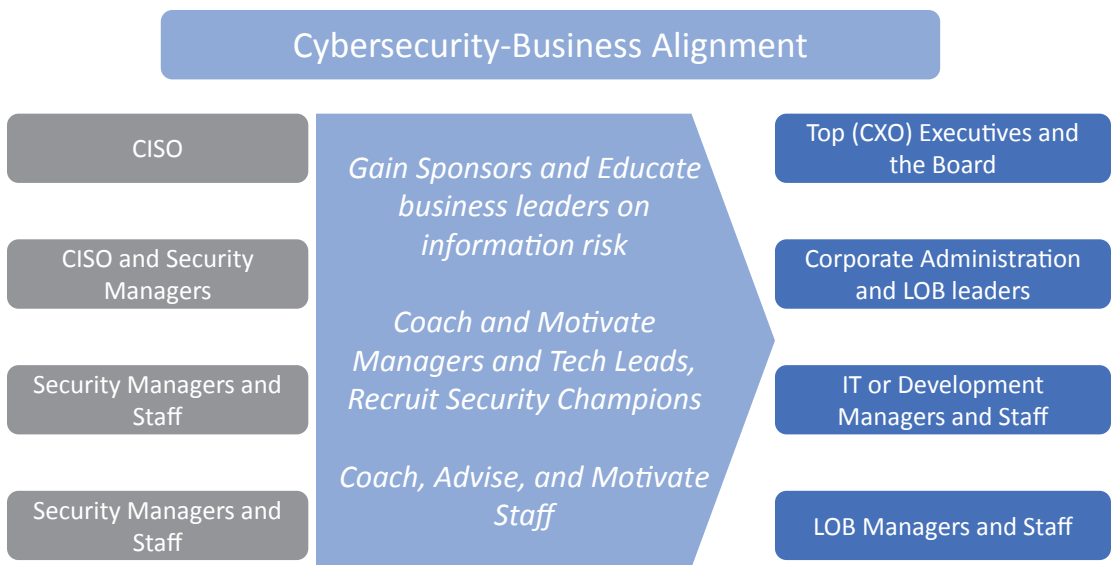 Cybersecurity-Business Alignment
CISO
CISO and Security
Managers
Security Managers and
Staff
Security Managers and
Staff
Gain Sponsors and Educate
business leaders on
information risk
Coach and Motivate
Managers and Tech Leads,
Recruit Security Champions
Coach, Advise, and Motivate
Staff
Top (CXO) Executives and
the Board
Corporate Administration
and LOB leaders
IT or Development
Managers and Staff
LOB Managers and Staff